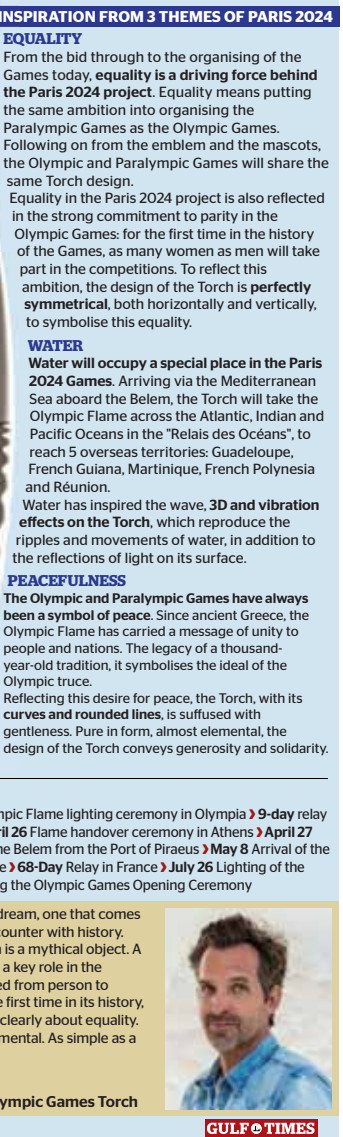 INSPIRATION FROM 3 THEMES OF PARIS 2024
EQUALITY
From the bid through to the organising of the
Games today, equality is a driving force behind
the Paris 2024 project. Equality means putting
the same ambition into organising the
Paralympic Games as the Olympic Games.
Following on from the emblem and the mascots,
the Olympic and Paralympic Games will share the
same Torch design.
Equality in the Paris 2024 project is also reflected
in the strong commitment to parity in the
Olympic Games: for the first time in the history
of the Games, as many women as men will take
part in the competitions. To reflect this
ambition, the design of the Torch is perfectly
symmetrical, both horizontally and vertically,
to symbolise this equality.
WATER
Water will occupy a special place in the Paris
2024 Games. Arriving via the Mediterranean
Sea aboard the Belem, the Torch will take the
Olympic Flame across the Atlantic, Indian and
Pacific Oceans in the "Relais des Océans", to
reach 5 overseas territories: Guadeloupe,
French Guiana, Martinique, French Polynesia
and Réunion.
Water has inspired the wave, 3D and vibration
effects on the Torch, which reproduce the
ripples and movements of water, in addition to
the reflections of light on its surface.
PEACEFULNESS
The Olympic and Paralympic Games have always
been a symbol of peace. Since ancient Greece, the
Olympic Flame has carried a message of unity to
people and nations. The legacy of a thousand-
year-old tradition, it symbolises the ideal of the
Olympic truce.
Reflecting this desire for peace, the Torch, with its
curves and rounded lines, is suffused with
gentleness. Pure in form, almost elemental, the
design of the Torch conveys generosity and solidarity.
mpic Flame lighting ceremony in Olympia ❯ 9-day relay
il 26 Flame handover ceremony in Athens ❯ April 27
he Belem from the Port of Piraeus ❯ May 8 Arrival of the
e ❯ 68-Day Relay in France ❯ July 26 Lighting of the
g the Olympic Games Opening Ceremony
dream, one that comes
counter with history.
is a mythical object. A
a key role in the
ed from person to
e first time in its history,
clearly about equality.
mental. As simple as a
ympic Games Torch
GULF TIMES